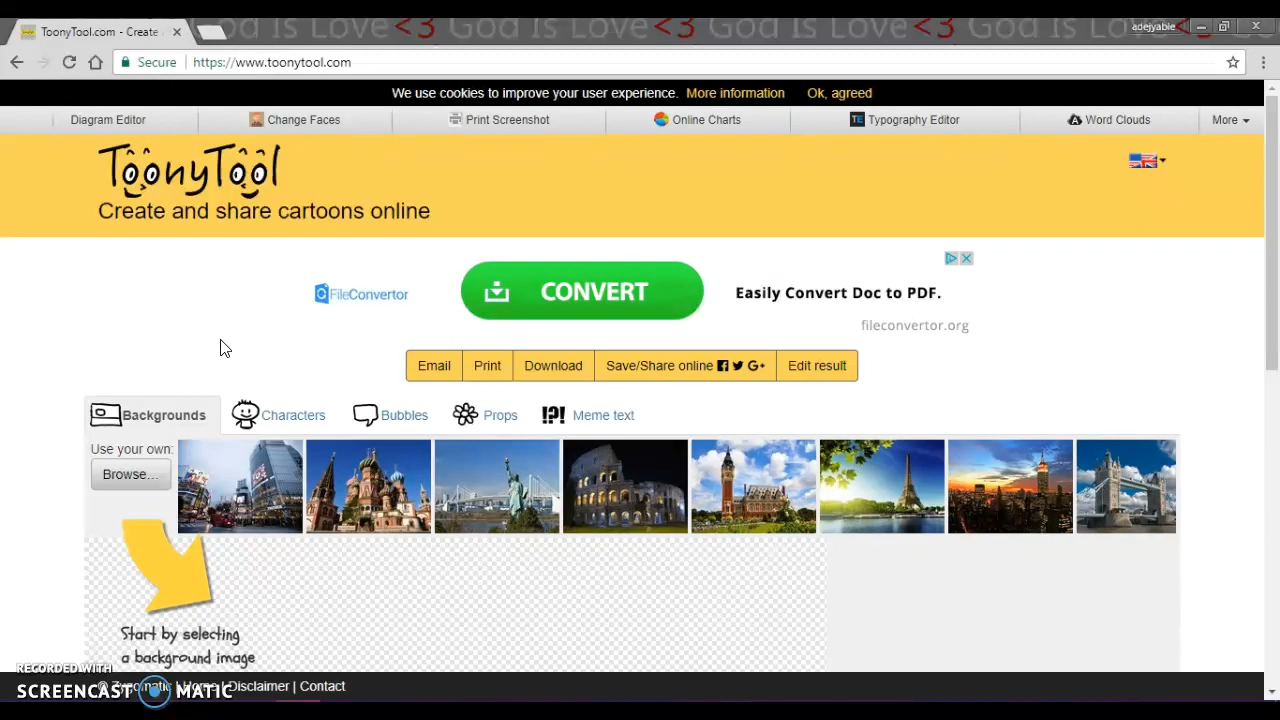 God Is Love<3 God Is Love<3 God Is Love<3
ToonyTool.com - Create
adejyable
Secure
https://www.toonytool.com
We use cookies to improve your user experience. More information Ok, agreed
Diagram Editor
Change Faces
Print Screenshot
Online Charts
TE Typography Editor
Word Clouds
More
ToonyTool
Create and share cartoons online
FileConvertor
CONVERT
Easily Convert Doc to PDF.
fileconvertor.org
Email
Print
Download
Save/Share online
Edit result
Backgrounds
Characters
Bubbles
Props
!?! Meme text
Use your own:
Browse...
Start by selecting
a background image
RECORDED WITH
SCREENCAST MATIC
Home | Disclaimer | Contact